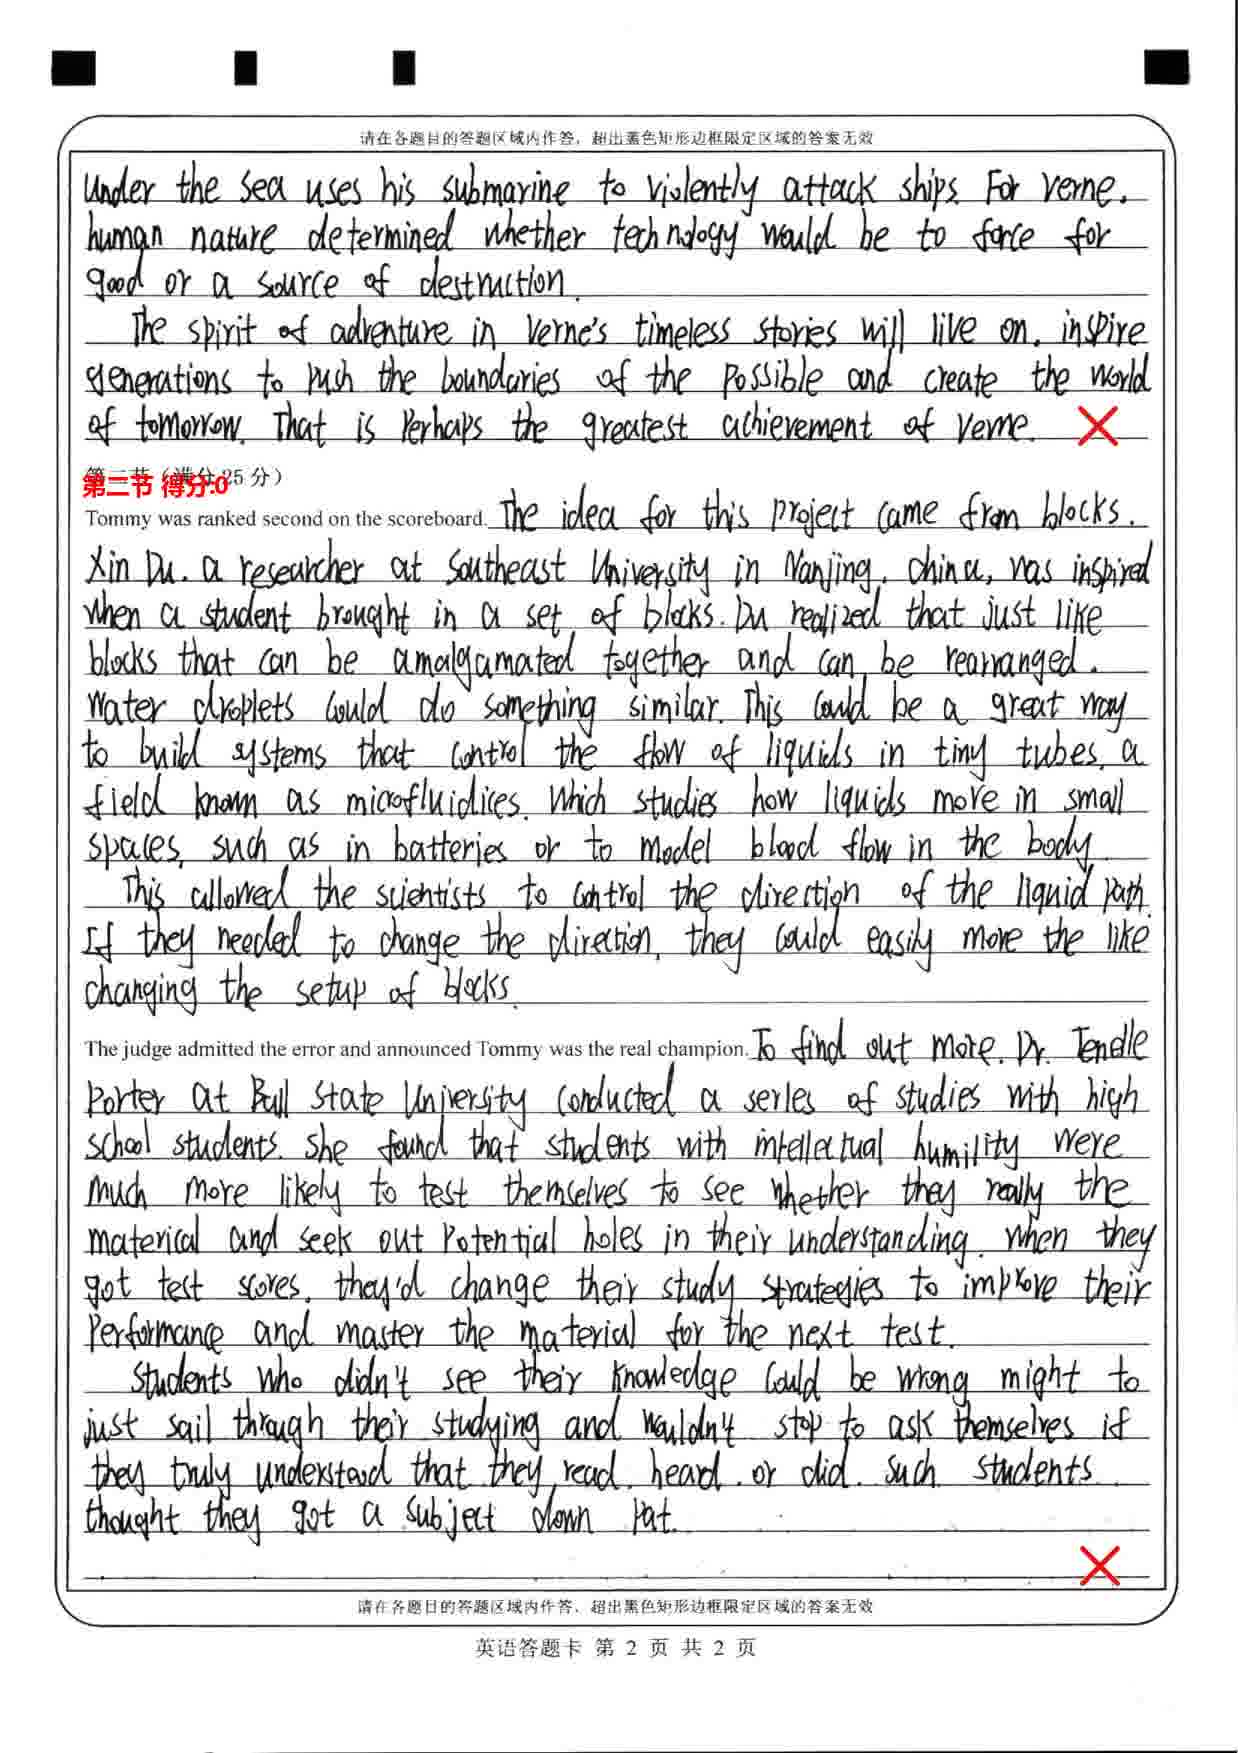 请在各题目的答题区域内作答，超出黑色矩形边框限定区域的答案无效
Under the Sea uses his submarine to violently attack ships. For Verne.
human nature determined whether technology would be to force for
good or a source of destruction.
The spirit of adventure in Verne's timeless stories will live on. inspire
generations to push the boundaries of the possible and create the world
of tomorrow. That is Perhaps the greatest achievement of Verne.
第二节（满分25分）
第二节 得分:0
Tommy was ranked second on the scoreboard. The idea for this project came from blocks.
Xin Du. a researcher at Southeast University in Nanjing. china, was inspired
when a student brought in a set of blocks. Du realized that just like
blocks that can be amalgamated together and can be rearranged.
Water droplets could do something similar. This could be a great way
to build systems that control the flow of liquids in tiny tubes. a
field known as microfluidices. Which studies how liquids move in small
spaces, such as in batteries or to model blood flow in the body.
This allowed the scientists to control the direction of the liquid path.
If they needed to change the direction, they could easily move the like
changing the setup of blocks.
The judge admitted the error and announced Tommy was the real champion. To find out more. Dr. Tenelle
Porter at Ball State University conducted a series of studies with high
school students. She found that students with intellectual humility were
much more likely to test themselves to see whether they really the
materical and seek out potential holes in their understanding. When they
got test scores. they'd change their study strategies to improve their
Performance and master the material for the next test.
Students who didn't see their knowledge could be wrong might to
just sail through their studying and wouldn't stop to ask themselves if
they truly understood that they read. heard. or did. Such students
thought they got a subject down pat.
请在各题目的答题区域内作答，超出黑色矩形边框限定区域的答案无效
英语答题卡 第 2 页 共 2 页